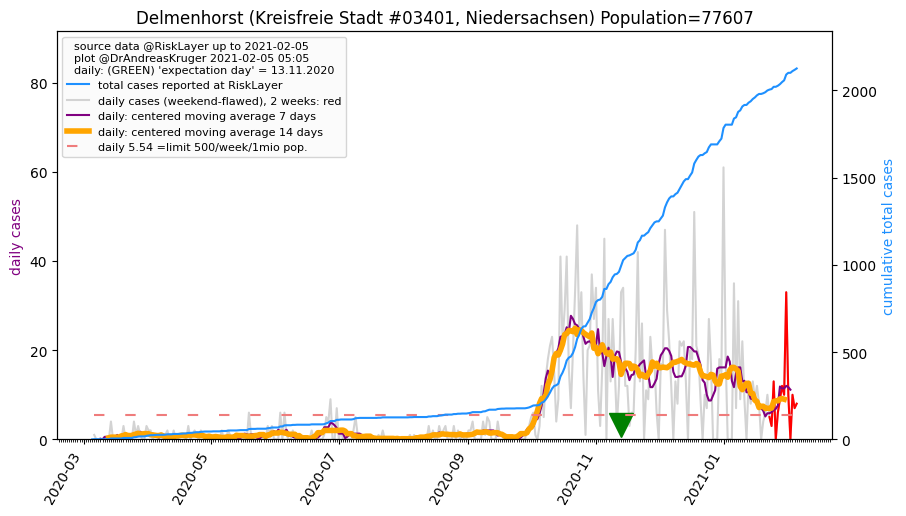 Delmenhorst (Kreisfreie Stadt #03401, Niedersachsen) Population=77607
source data @RiskLayer up to 2021-02-05
plot @DrAndreasKruger 2021-02-05 05:05
daily: (GREEN) 'expectation day' = 13.11.2020
total cases reported at RiskLayer
daily cases (weekend-flawed), 2 weeks: red
daily: centered moving average 7 days
daily: centered moving average 14 days
daily 5.54 =limit 500/week/1mio pop.
daily cases
80
60
40
20
0
cumulative total cases
2000
1500
1000
500
0
2020-03
2020-05
2020-07
2020-09
2020-11
2021-01